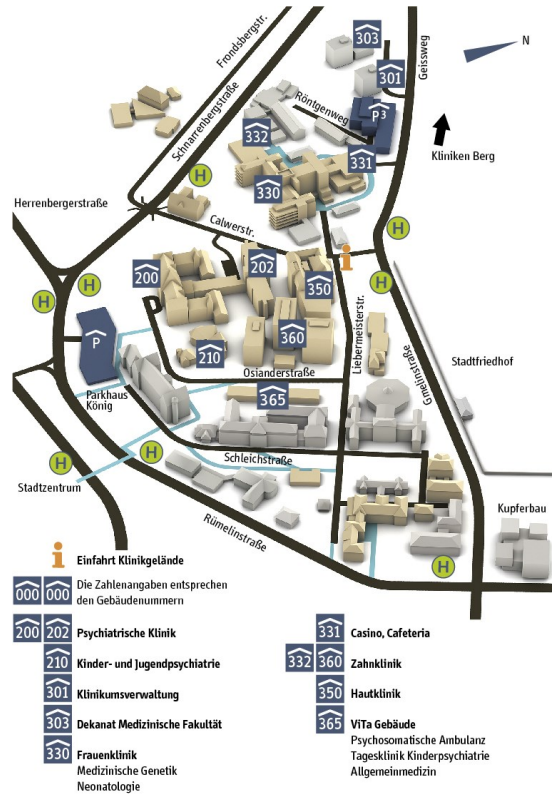 Frondsbergstr.
303
Geissweg
N
301
Schnarrenbergstraße
Röntgenweg
P3
332
331
Kliniken Berg
H
330
Herrenbergerstraße
Calwerstr.
H
200
202
i
350
H
H
H
Liebermeisterstr.
Gmelinstraße
360
P
210
Stadtfriedhof
Osianderstraße
Parkhaus
König
365
H
Schleichstraße
H
Stadtzentrum
Kupferbau
Rümelinstraße
H
i Einfahrt Klinikgelände
000 000 Die Zahlenangaben entsprechen
den Gebäudenummern
200 202 Psychiatrische Klinik
210 Kinder- und Jugendpsychiatrie
301 Klinikumsverwaltung
303 Dekanat Medizinische Fakultät
330 Frauenklinik
Medizinische Genetik
Neonatologie
331 Casino, Cafeteria
332 360 Zahnklinik
350 Hautklinik
365 ViTa Gebäude
Psychosomatische Ambulanz
Tagesklinik Kinderpsychiatrie
Allgemeinmedizin